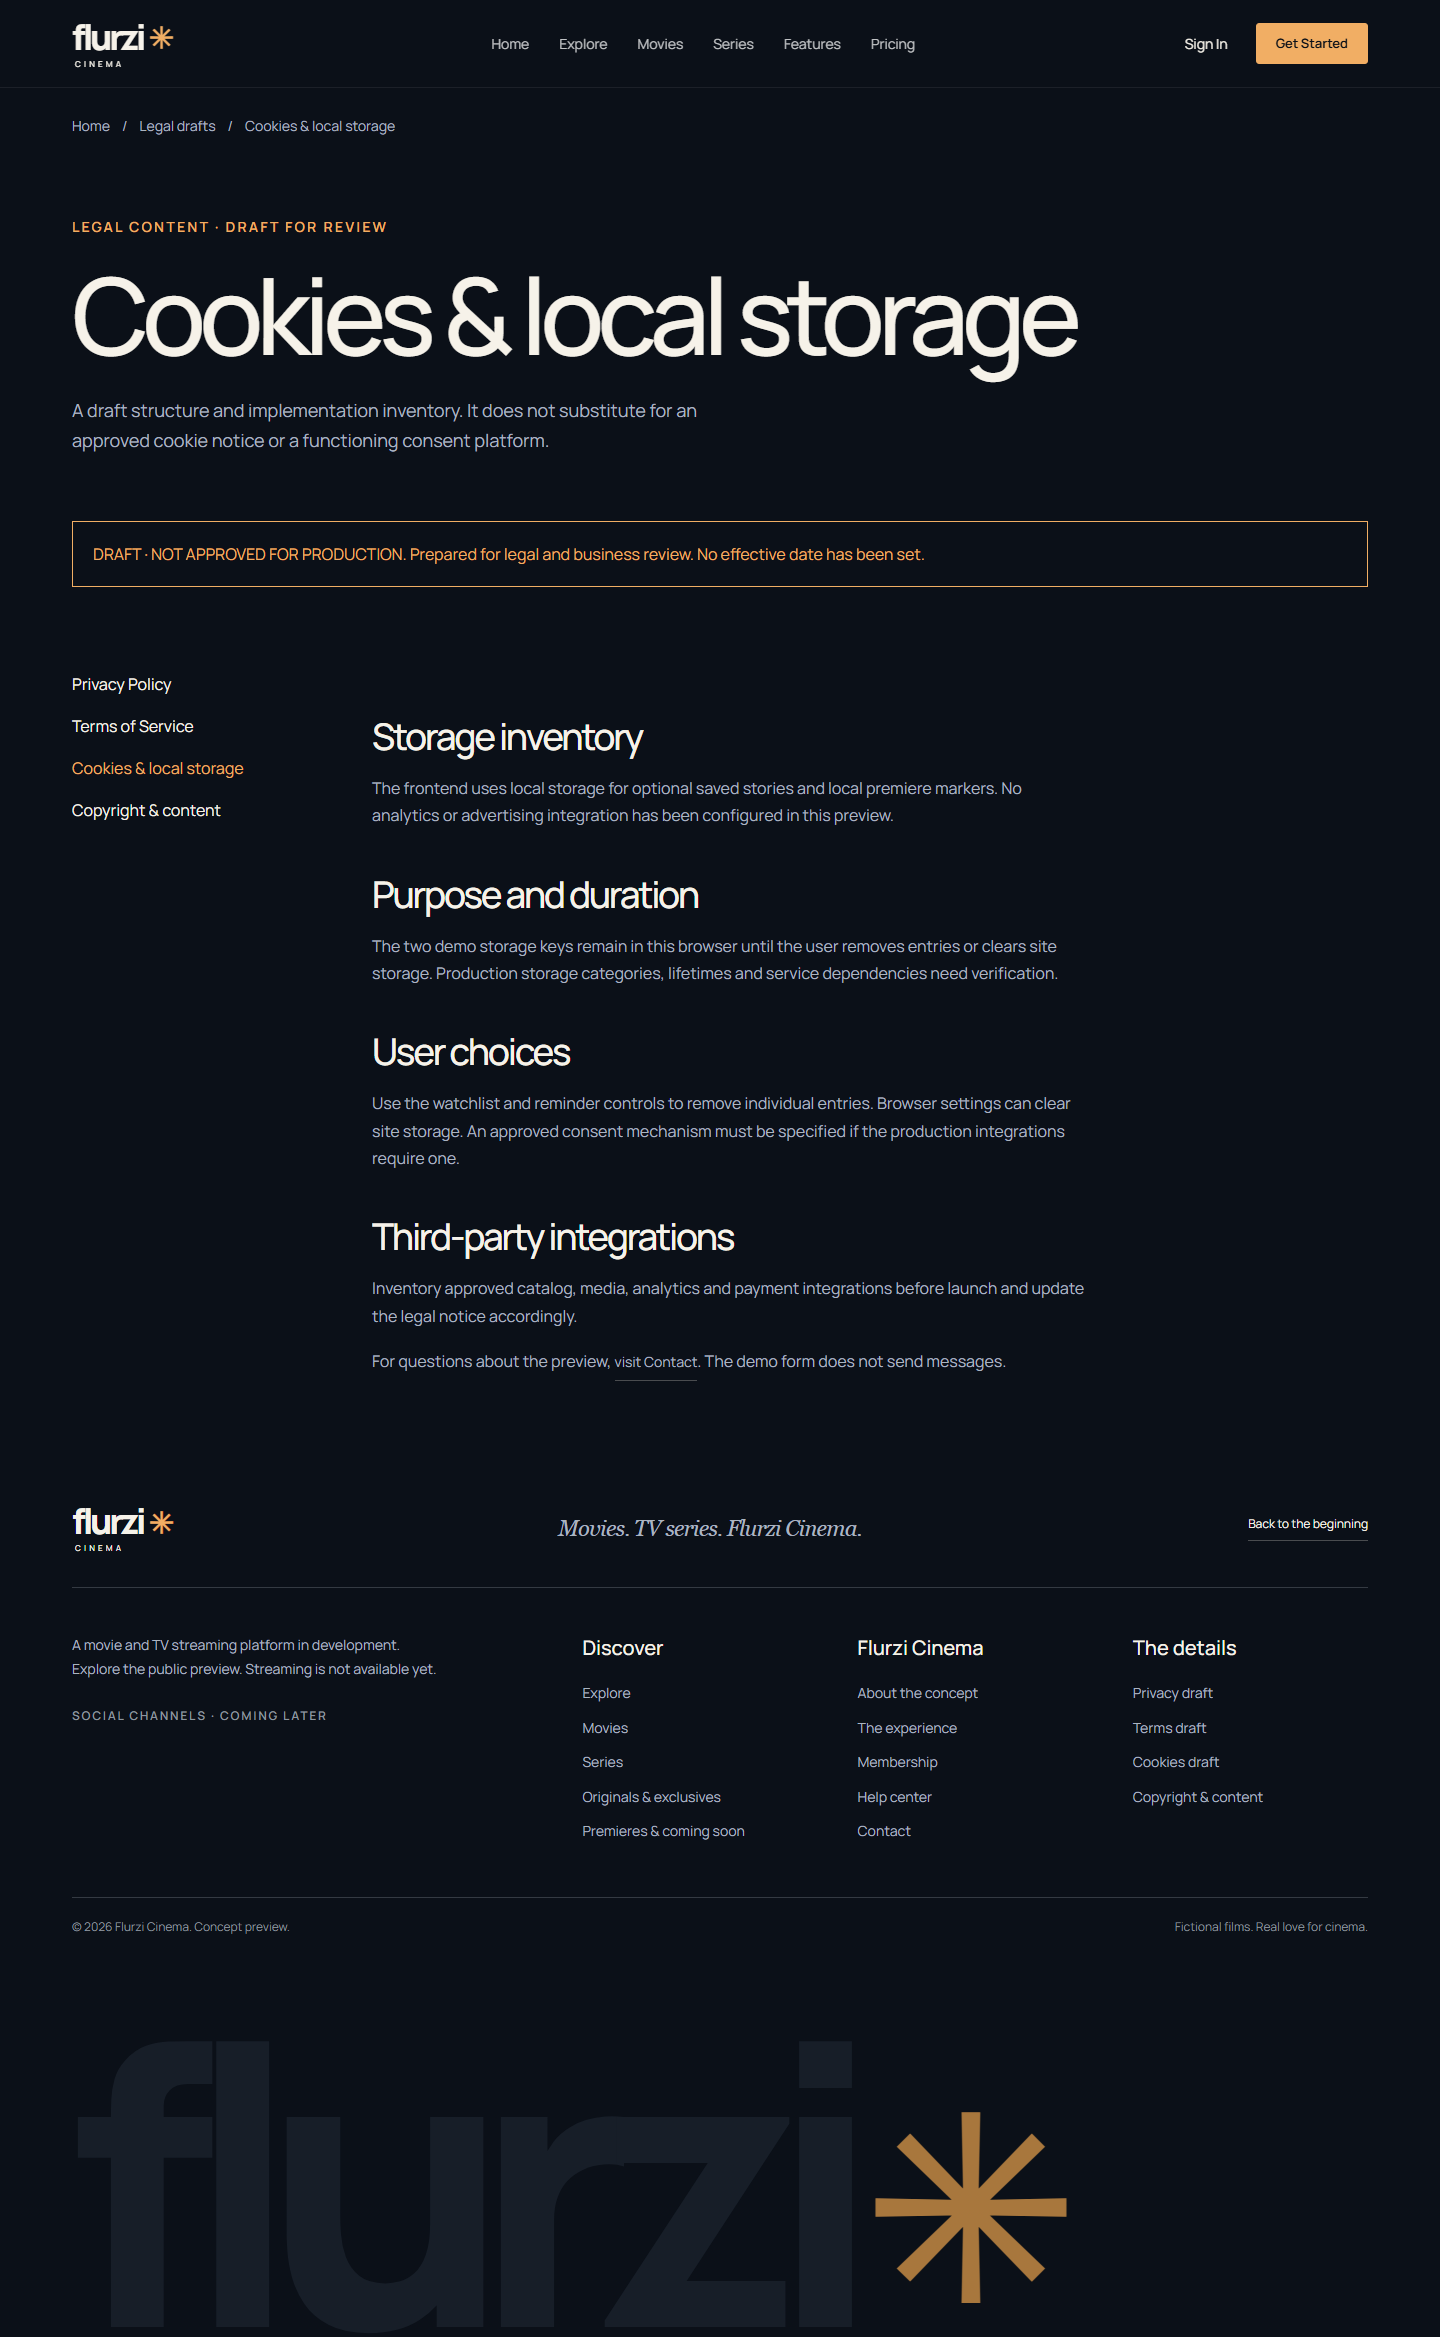 flurzi
CINEMA
Home
Explore
Movies
Series
Features
Pricing
Sign In
Get Started
Home / Legal drafts / Cookies & local storage
LEGAL CONTENT · DRAFT FOR REVIEW
Cookies & local storage
A draft structure and implementation inventory. It does not substitute for an
approved cookie notice or a functioning consent platform.
DRAFT · NOT APPROVED FOR PRODUCTION. Prepared for legal and business review. No effective date has been set.
Privacy Policy
Terms of Service
Cookies & local storage
Copyright & content
Storage inventory
The frontend uses local storage for optional saved stories and local premiere markers. No
analytics or advertising integration has been configured in this preview.
Purpose and duration
The two demo storage keys remain in this browser until the user removes entries or clears site
storage. Production storage categories, lifetimes and service dependencies need verification.
User choices
Use the watchlist and reminder controls to remove individual entries. Browser settings can clear
site storage. An approved consent mechanism must be specified if the production integrations
require one.
Third-party integrations
Inventory approved catalog, media, analytics and payment integrations before launch and update
the legal notice accordingly.
For questions about the preview, visit Contact. The demo form does not send messages.
flurzi
CINEMA
Movies. TV series. Flurzi Cinema.
Back to the beginning
A movie and TV streaming platform in development.
Explore the public preview. Streaming is not available yet.
SOCIAL CHANNELS · COMING LATER
Discover
Explore
Movies
Series
Originals & exclusives
Premieres & coming soon
Flurzi Cinema
About the concept
The experience
Membership
Help center
Contact
The details
Privacy draft
Terms draft
Cookies draft
Copyright & content
© 2026 Flurzi Cinema. Concept preview.
Fictional films. Real love for cinema.
flurzi